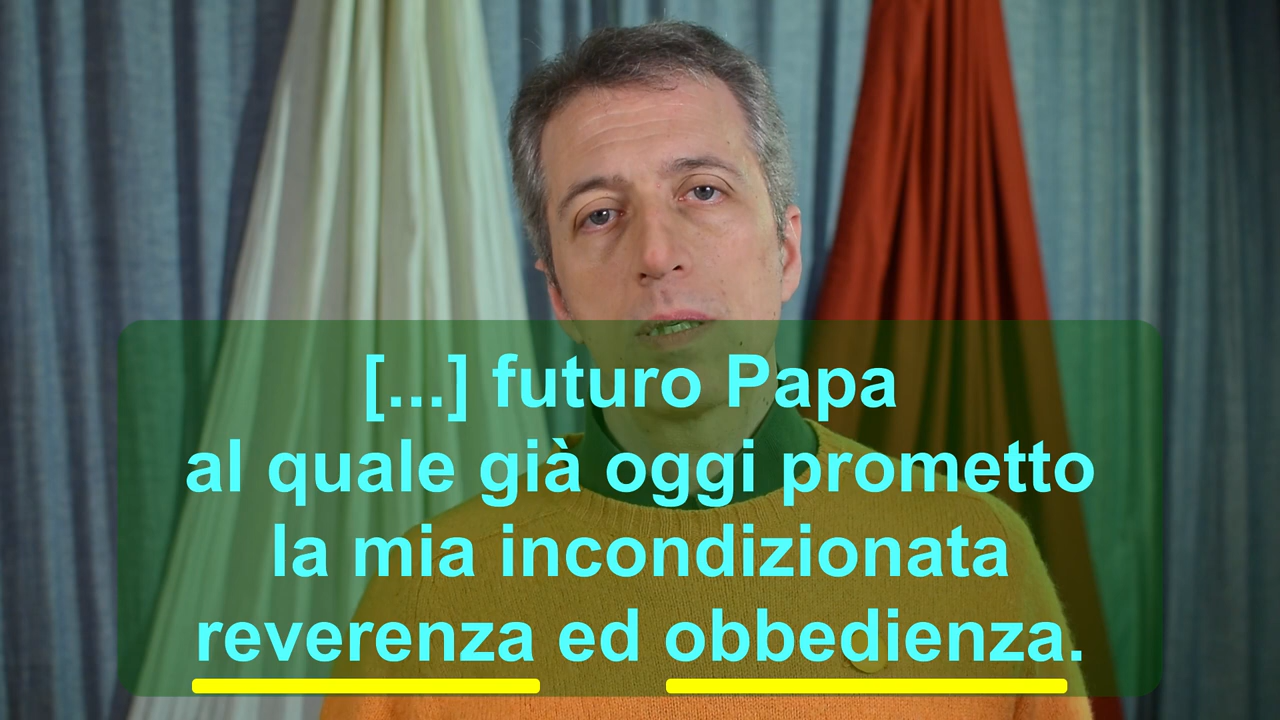 [...] futuro Papa
al quale già oggi prometto
la mia incondizionata
reverenza ed obbedienza.